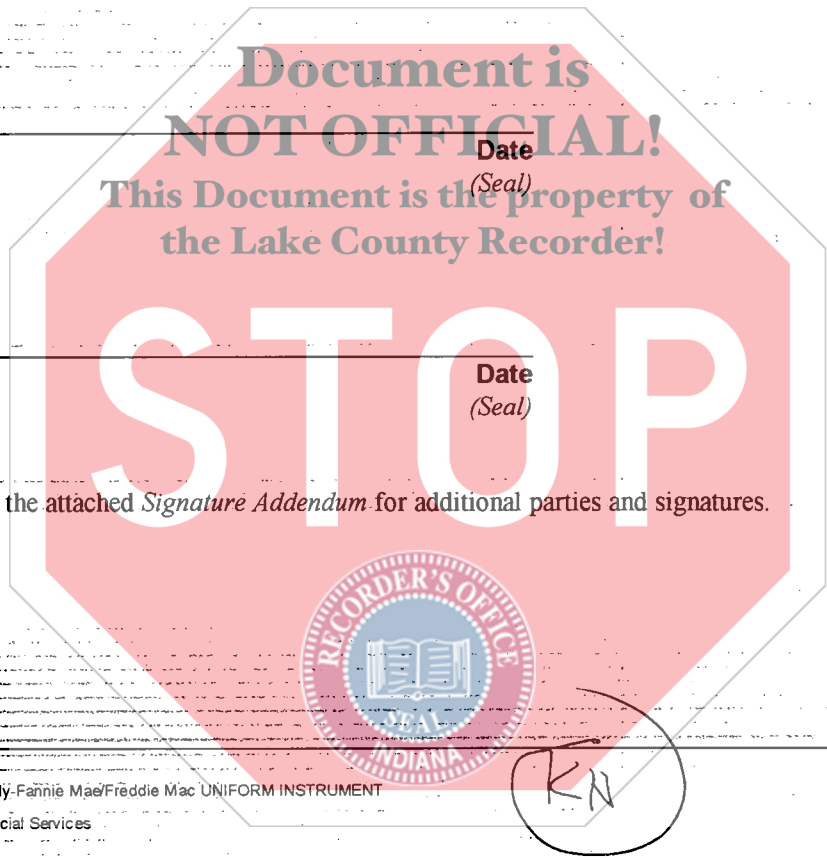 Document is
NOT OFFICIAL!
Date
(Seal)
This Document is the property of
the Lake County Recorder!
STOP
Date
(Seal)
the attached Signature Addendum for additional parties and signatures.
RECORDER'S OFFICE
SEAL
INDIANA
ly-Fannie Mae/Freddie Mac UNIFORM INSTRUMENT
cial Services
KN